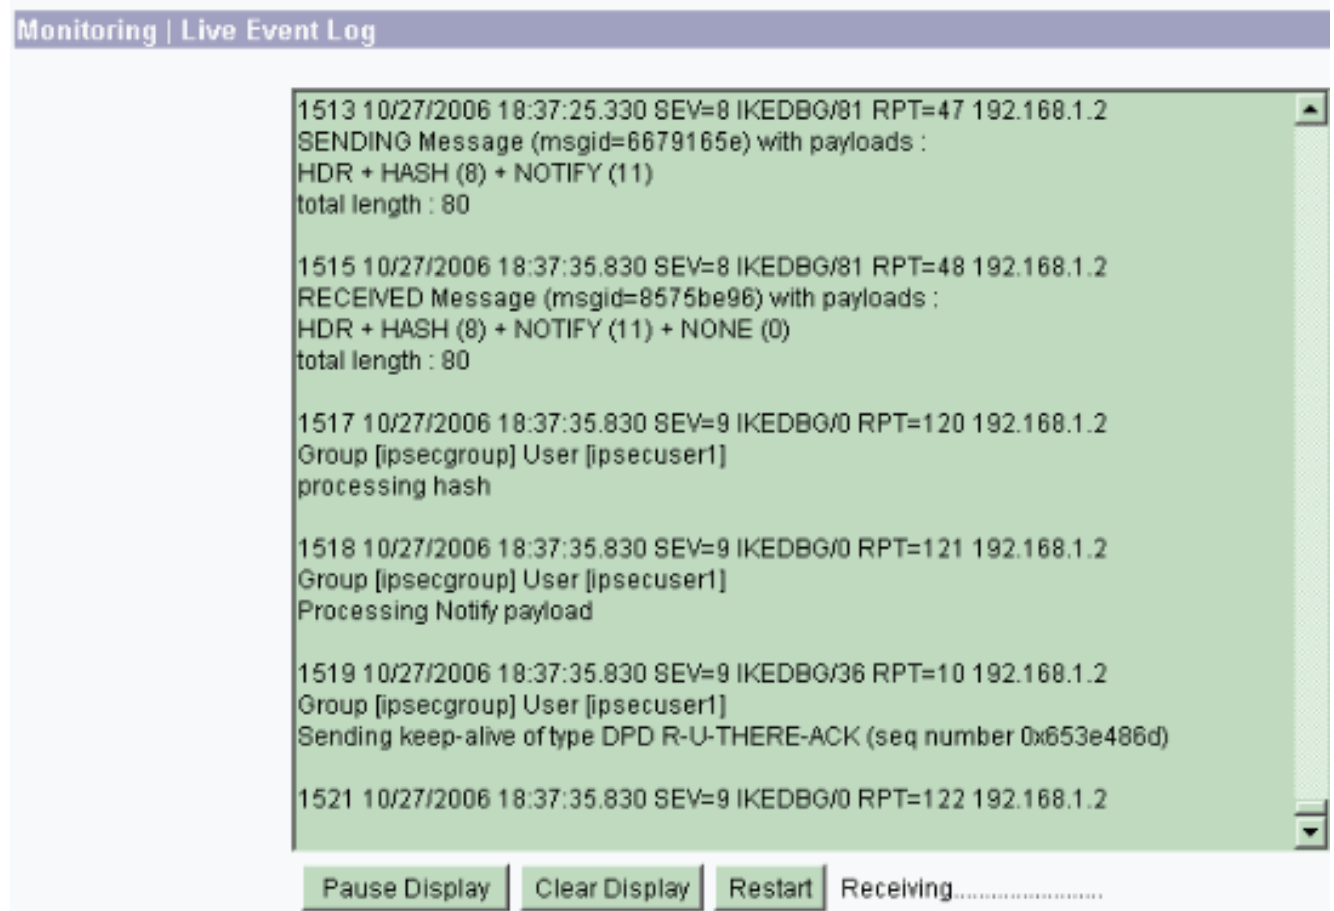 Monitoring | Live Event Log
1513 10/27/2006 18:37:25.330 SEV=8 IKEDBG/81 RPT=47 192.168.1.2
SENDING Message (msgid=6679165e) with payloads :
HDR + HASH (8) + NOTIFY (11)
total length : 80
1515 10/27/2006 18:37:35.830 SEV=8 IKEDBG/81 RPT=48 192.168.1.2
RECEIVED Message (msgid=8575be96) with payloads :
HDR + HASH (8) + NOTIFY (11) + NONE (0)
total length : 80
1517 10/27/2006 18:37:35.830 SEV=9 IKEDBG/0 RPT=120 192.168.1.2
Group [ipsecgroup] User [ipsecuser1]
processing hash
1518 10/27/2006 18:37:35.830 SEV=9 IKEDBG/0 RPT=121 192.168.1.2
Group [ipsecgroup] User [ipsecuser1]
Processing Notify payload
1519 10/27/2006 18:37:35.830 SEV=9 IKEDBG/36 RPT=10 192.168.1.2
Group [ipsecgroup] User [ipsecuser1]
Sending keep-alive of type DPD R-U-THERE-ACK (seq number 0x653e486d)
1521 10/27/2006 18:37:35.830 SEV=9 IKEDBG/0 RPT=122 192.168.1.2
Pause Display Clear Display Restart Receiving........................